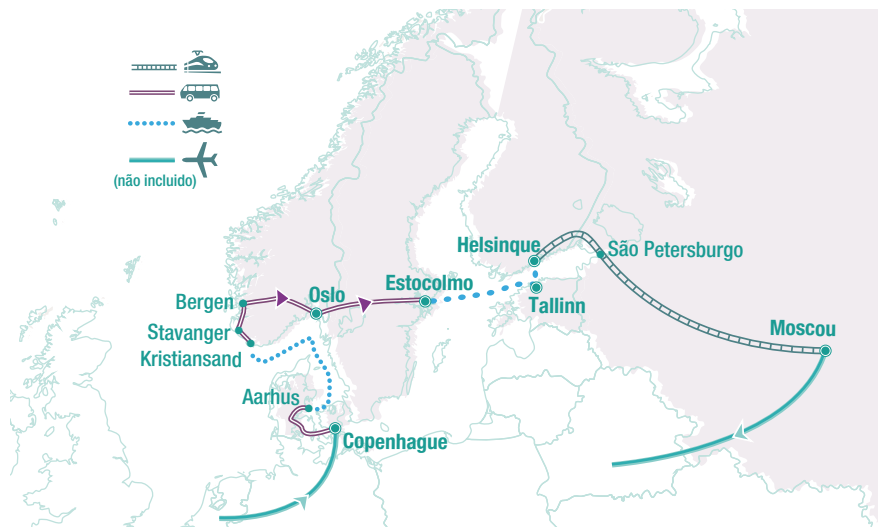 (não incluido)
Helsinque
São Petersburgo
Estocolmo
Bergen
Oslo
Tallinn
Stavanger
Moscou
Kristiansand
Aarhus
Copenhague